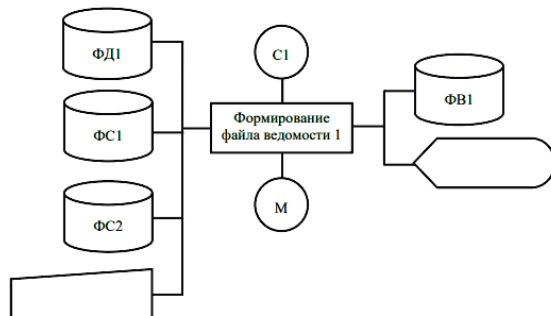 ФД1
С1
ФС1
Формирование
файла ведомости 1
ФВ1
ФС2
М